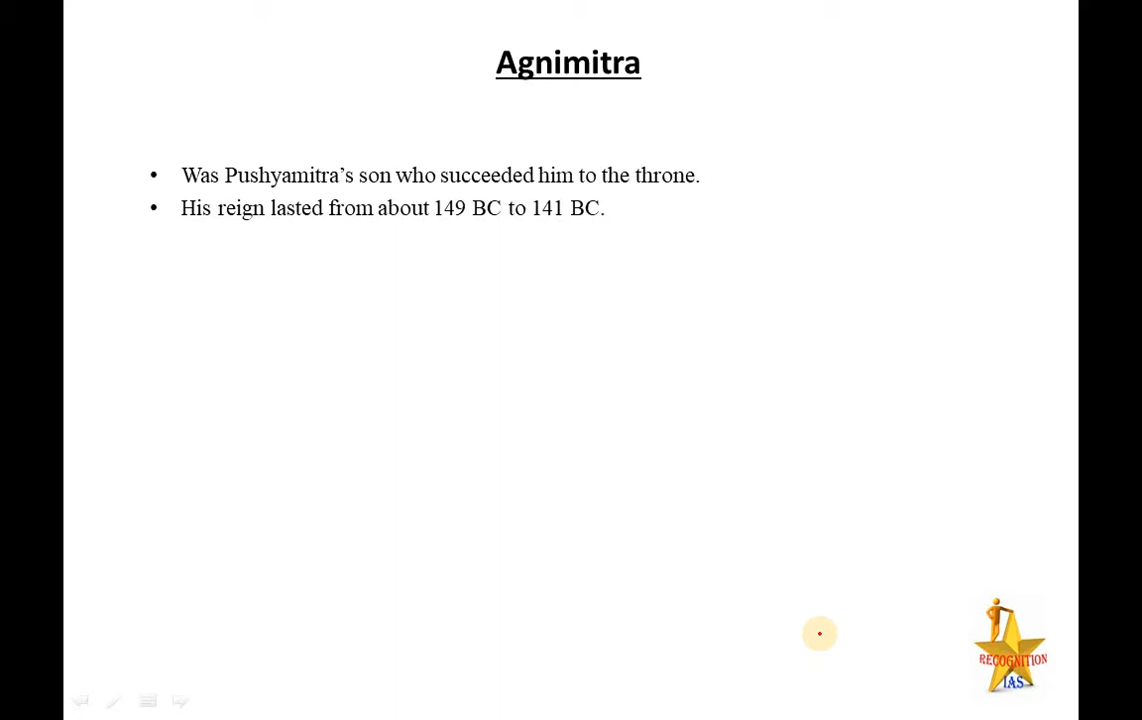 Agnimitra
• Was Pushyamitra’s son who succeeded him to the throne.
• His reign lasted from about 149 BC to 141 BC.
RECOGNITION
IAS